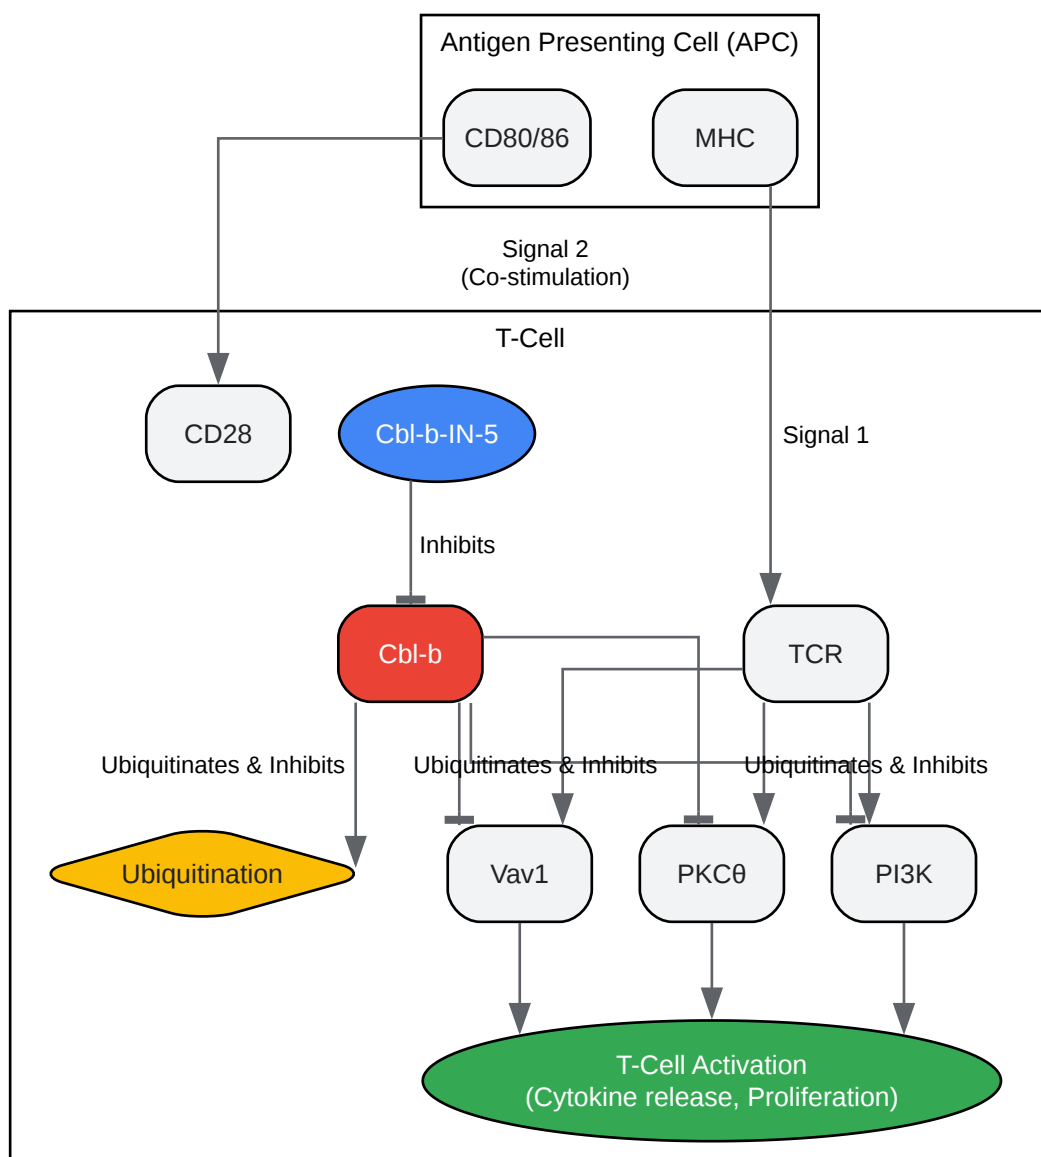 Antigen Presenting Cell (APC)
CD80/86
MHC
Signal 2
(Co-stimulation)
T-Cell
CD28
Cbl-b-IN-5
Signal 1
Inhibits
Cbl-b
TCR
Ubiquitinates & Inhibits
Ubiquitinates & Inhibits
Ubiquitinates & Inhibits
Ubiquitination
Vav1
PKCθ
PI3K
T-Cell Activation
(Cytokine release, Proliferation)